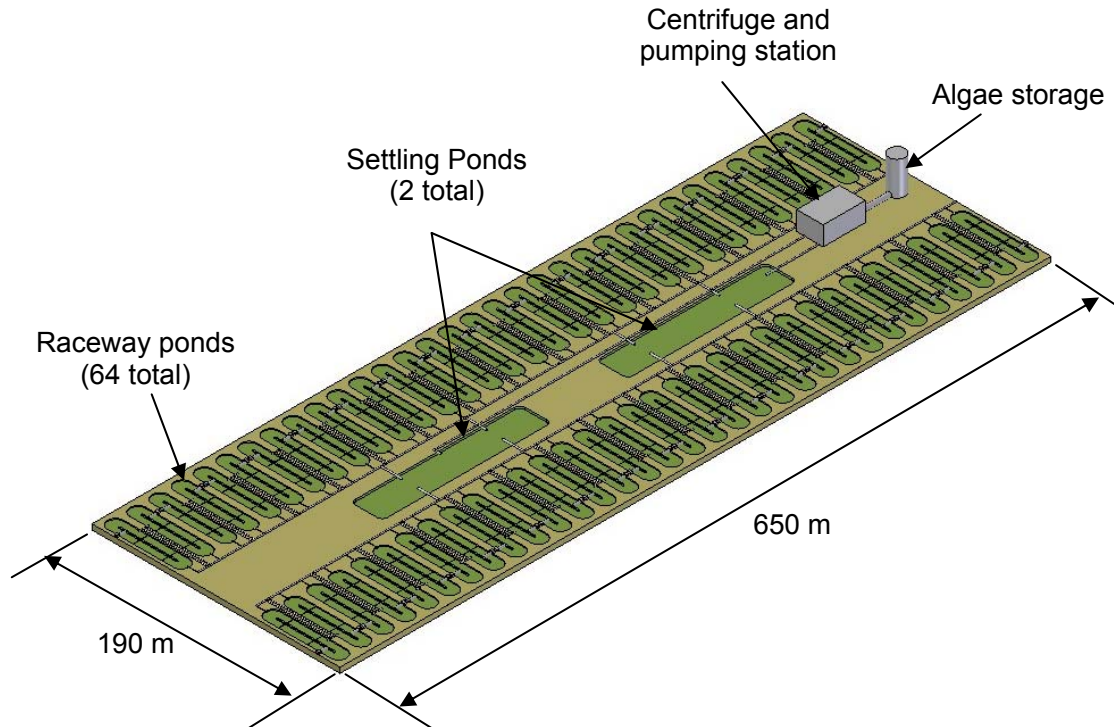 Centrifuge and
pumping station
Algae storage
Settling Ponds
(2 total)
Raceway ponds
(64 total)
650 m
190 m